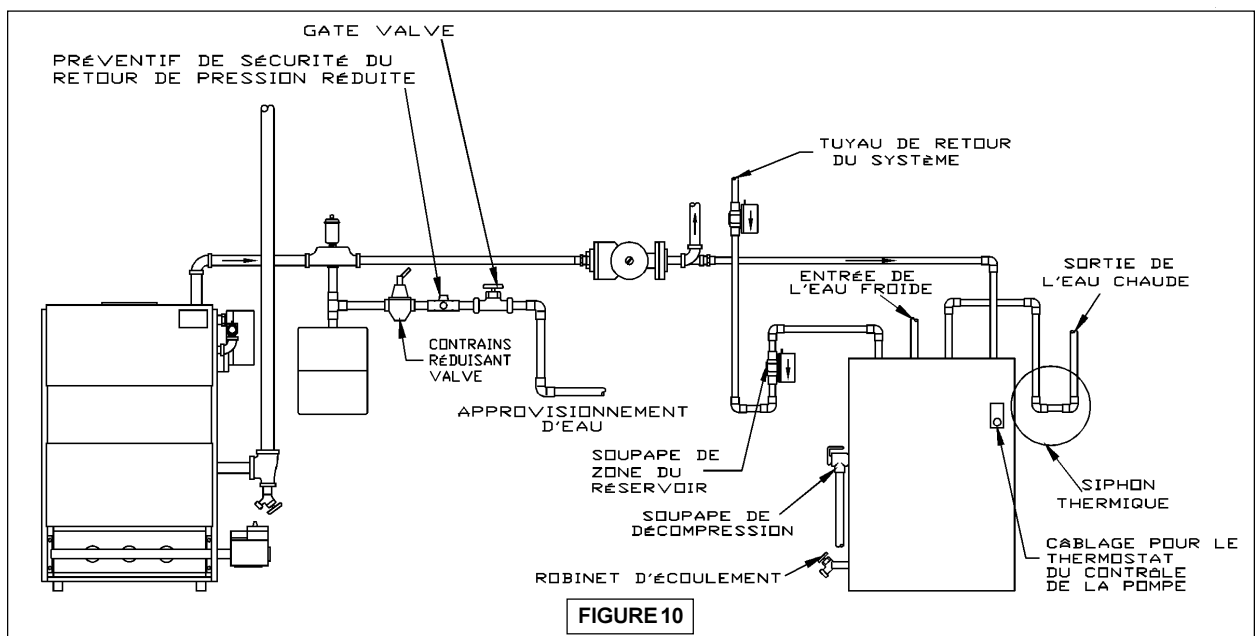 GATE VALVE
PRÉVENTIF DE SÉCURITÉ DU
RETOUR DE PRESSION RÉDUITE
TUYAU DE RETOUR
DU SYSTÈME
ENTRÉE DE
L'EAU FROIDE
SORTIE DE
L'EAU CHAUDE
CONTRAINS
RÉDUISANT
VALVE
APPROVISIONNEMENT
D'EAU
SOUPAPE DE
ZONE DU
RÉSERVOIR
SIPHON
THERMIQUE
SOUPAPE DE
DÉCOMPRESSION
CÂBLAGE POUR LE
THERMOSTAT
DU CONTRÔLE
DE LA POMPE
ROBINET D'ÉCOULEMENT
FIGURE 10